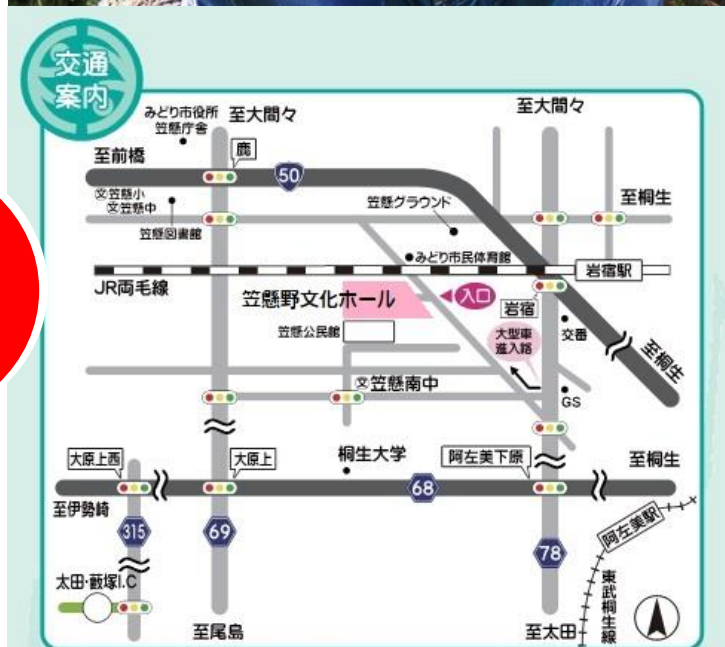 交通
案内
みどり市役所
笠懸庁舎
至大間々
至大間々
鹿
至前橋
50
至桐生
文笠懸小
文笠懸中
笠懸グラウンド
笠懸図書館
みどり市民体育館
岩宿駅
JR両毛線
笠懸野文化ホール
入口
岩宿
笠懸公民館
大型車
進入路
交番
至桐生
文笠懸南中
GS
大原上西
大原上
桐生大学
阿左美下原
至桐生
68
至伊勢崎
315
69
78
阿左美駅
太田・藪塚I.C
東武桐生線
至尾島
至太田